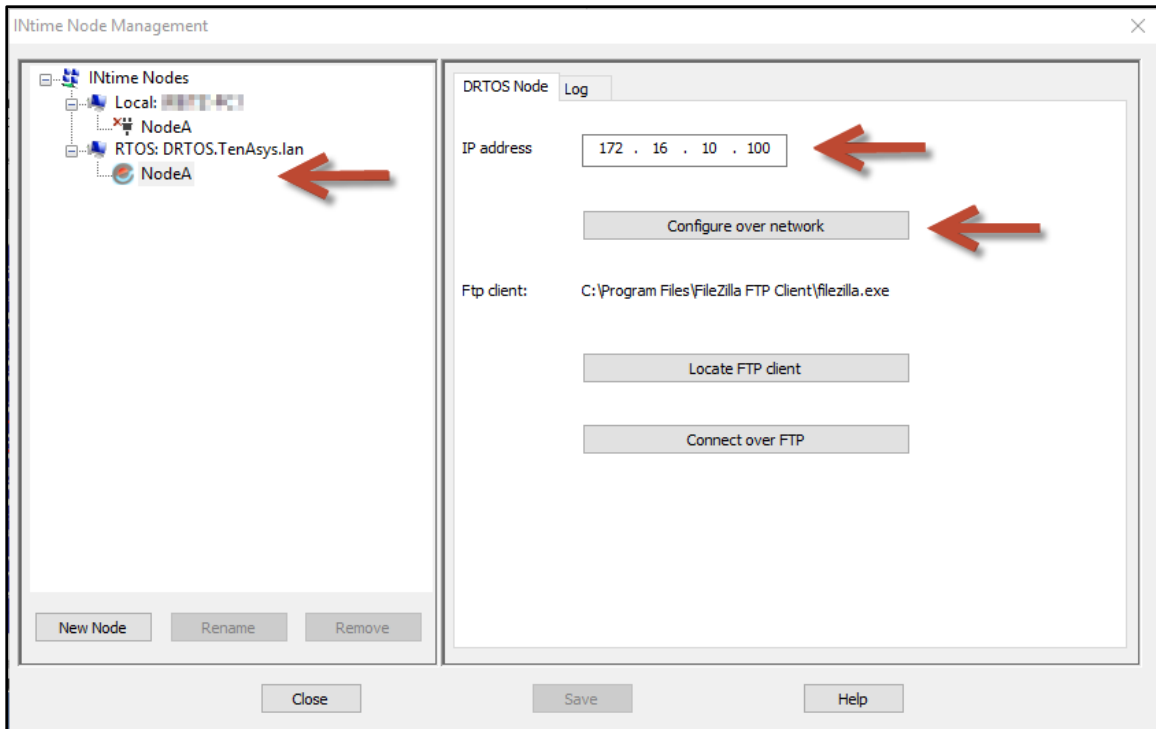 INtime Node Management
INtime Nodes
Local:
NodeA
RTOS: DRTOS.TenAsys.lan
NodeA
New Node
Rename
Remove
DRTOS Node
Log
IP address
172 . 16 . 10 . 100
Configure over network
Ftp client:
C:\Program Files\FileZilla FTP Client\filezilla.exe
Locate FTP client
Connect over FTP
Close
Save
Help